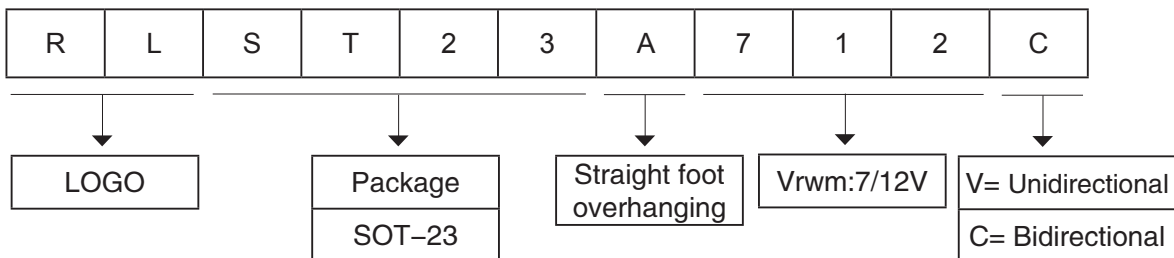 R L S T 2 3 A 7 1 2 C
LOGO
Package
SOT−23
Straight foot
overhanging
Vrwm:7/12V
V= Unidirectional
C= Bidirectional